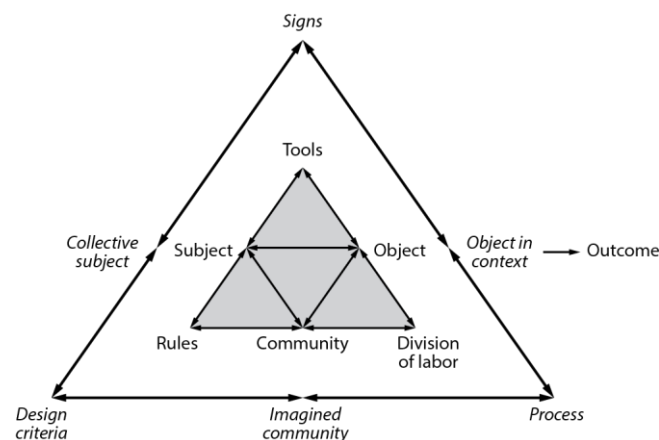 Signs
Tools
Collective
subject
Subject
Object
Object in
context
Outcome
Rules
Community
Division
of labor
Design
criteria
Imagined
community
Process